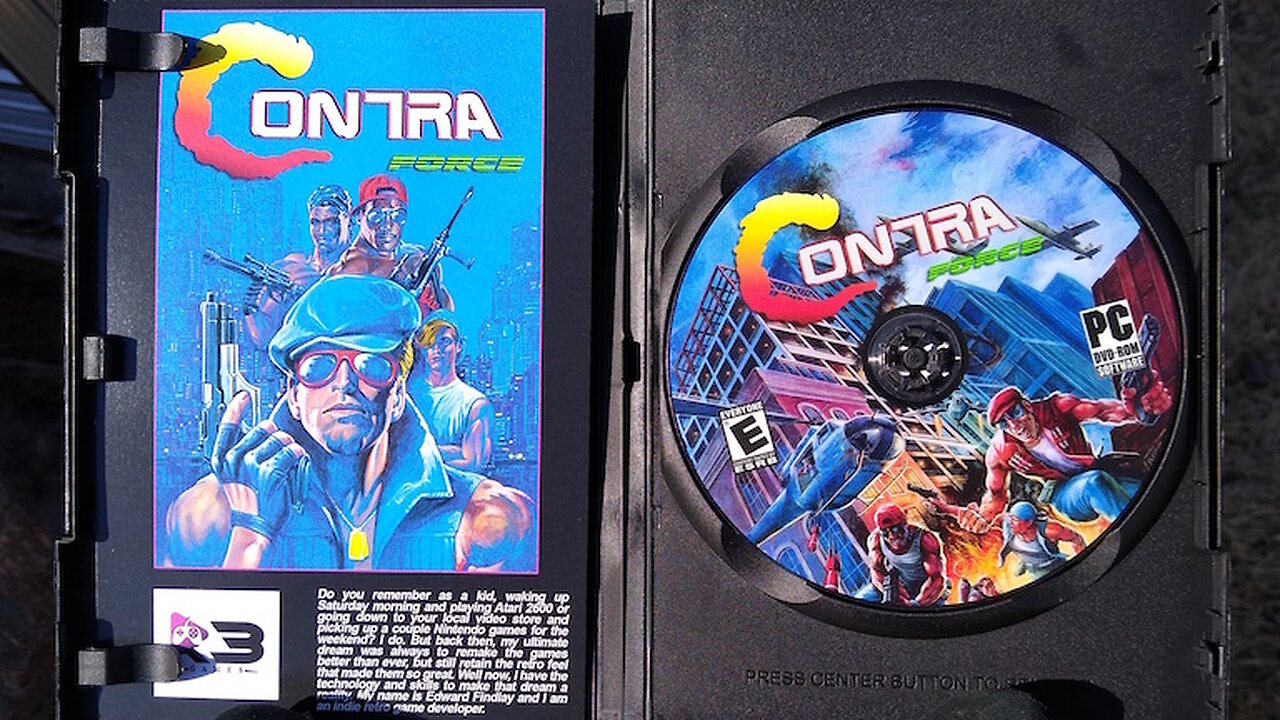 CONTRA
FORCE
3
GAMES
Do you remember as a kid, waking up
Saturday morning and playing Atari 2600 or
going down to your local video store and
picking up a couple Nintendo games for the
weekend? I do. But back then, my ultimate
dream was always to remake the games
better than ever, but still retain the retro feel
that made them so great. Well now, I have the
technology and skills to make that dream a
reality. My name is Edward Findlay and I am
an indie retro game developer.
CONTRA
FORCE
PC
DVD-ROM
SOFTWARE
EVERYONE
E
ESRB
PRESS CENTER BUTTON TO